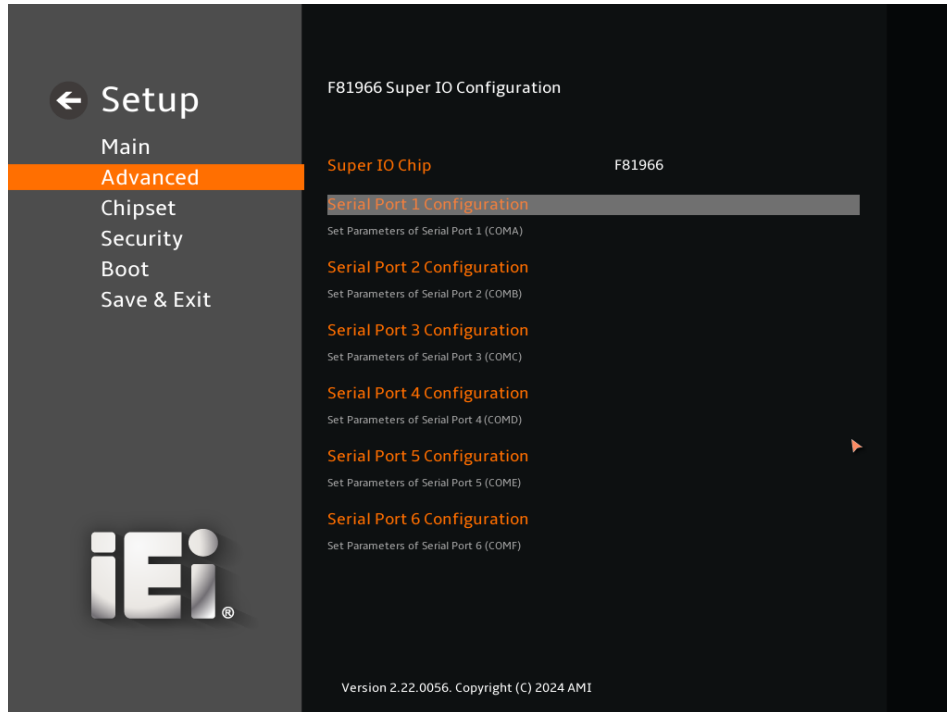 Setup
Main
Advanced
Chipset
Security
Boot
Save & Exit
iEi®
F81966 Super IO Configuration
Super IO Chip F81966
Serial Port 1 Configuration
Set Parameters of Serial Port 1 (COMA)
Serial Port 2 Configuration
Set Parameters of Serial Port 2 (COMB)
Serial Port 3 Configuration
Set Parameters of Serial Port 3 (COMC)
Serial Port 4 Configuration
Set Parameters of Serial Port 4 (COMD)
Serial Port 5 Configuration
Set Parameters of Serial Port 5 (COME)
Serial Port 6 Configuration
Set Parameters of Serial Port 6 (COMF)
Version 2.22.0056. Copyright (C) 2024 AMI